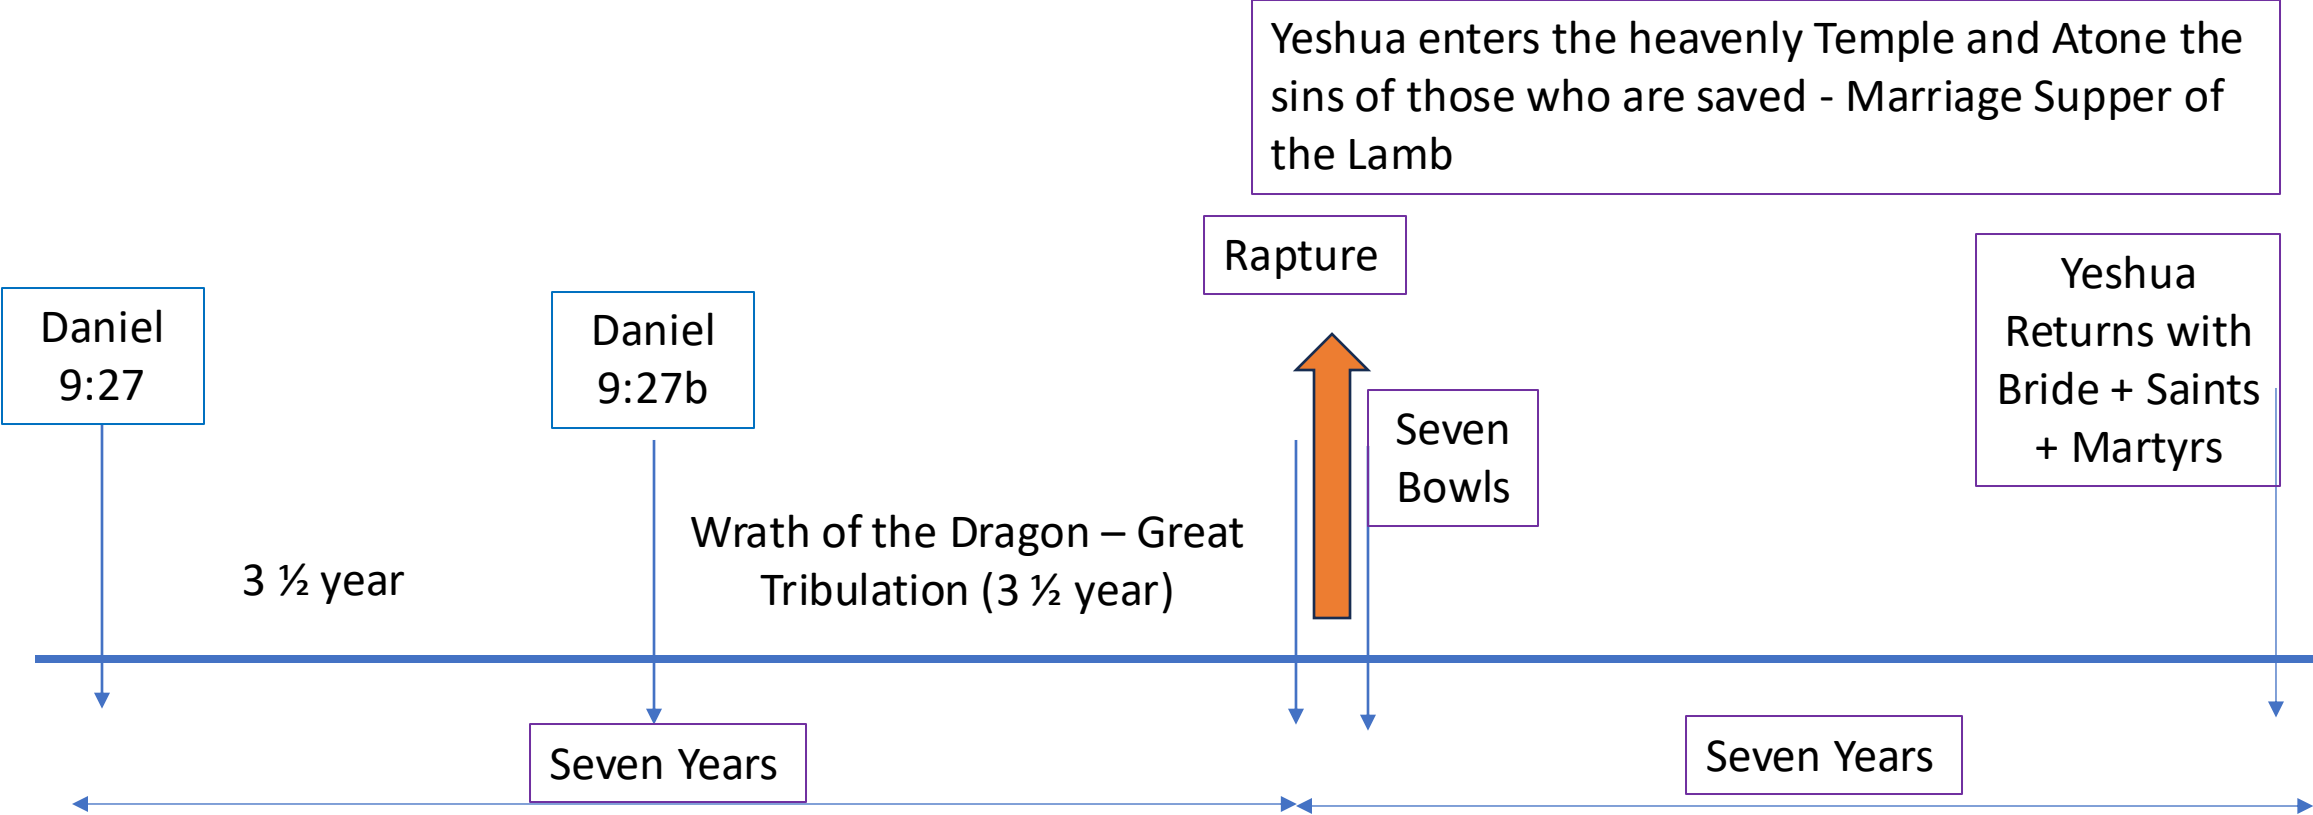 Yeshua enters the heavenly Temple and Atone the
sins of those who are saved - Marriage Supper of
the Lamb
Rapture
Yeshua
Returns with
Bride + Saints
+ Martyrs
Daniel
9:27
Daniel
9:27b
Seven
Bowls
Wrath of the Dragon – Great
Tribulation (3 ½ year)
3 ½ year
Seven Years
Seven Years